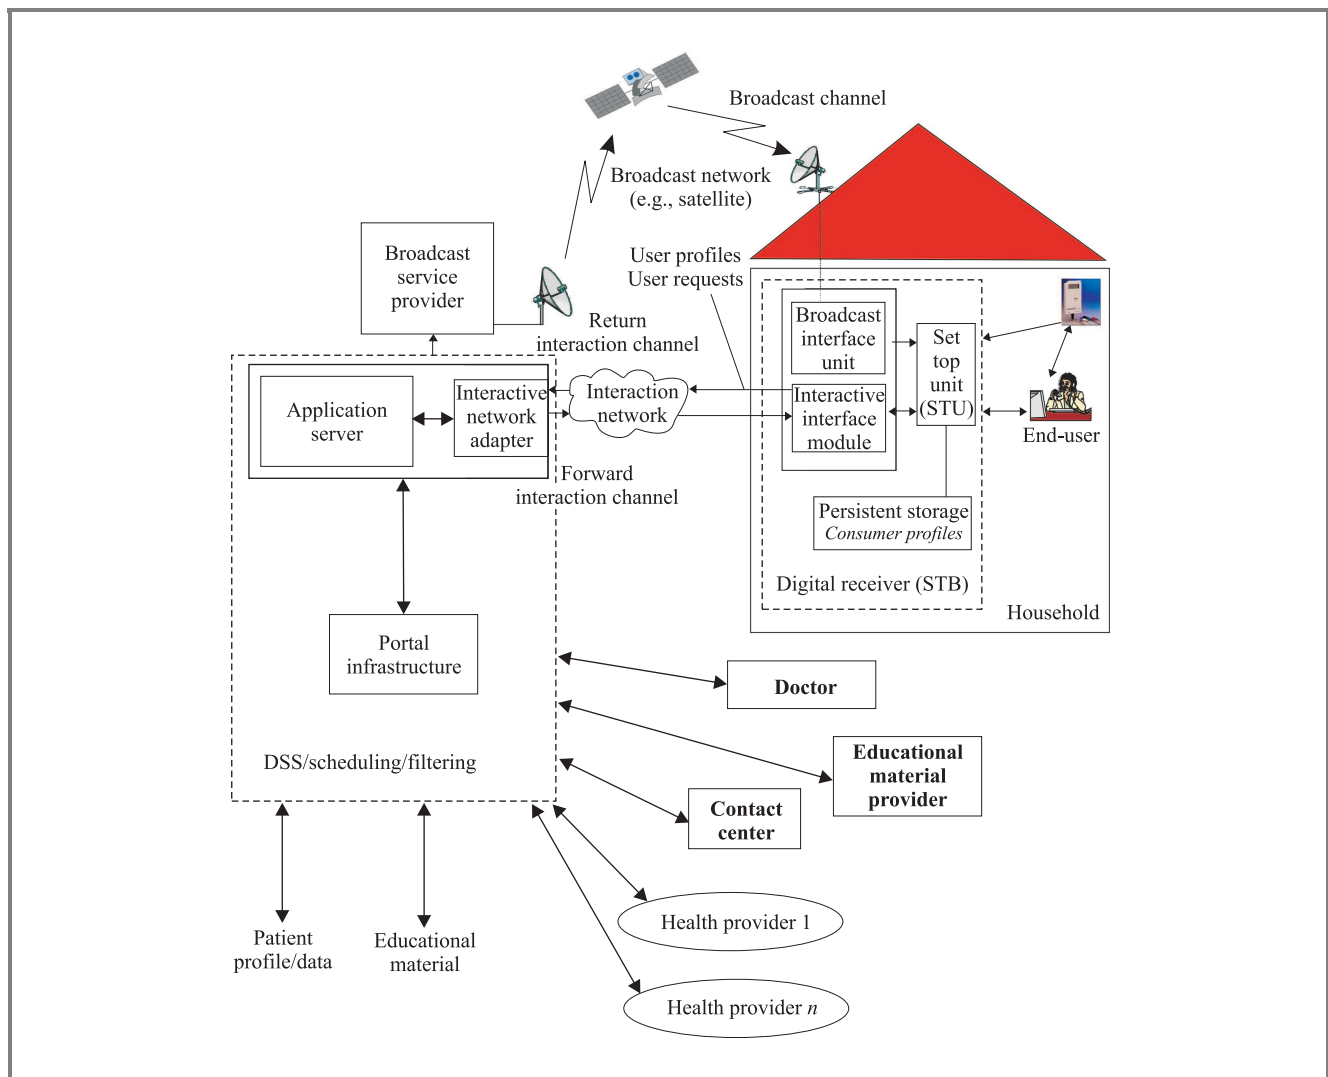 Broadcast channel
Broadcast network
(e.g., satellite)
Broadcast
service
provider
User profiles
User requests
Return
interaction channel
Broadcast
interface
unit
Set
top
unit
(STU)
Application
server
Interactive
network
adapter
Interaction
network
Interactive
interface
module
End-user
Forward
interaction channel
Persistent storage
Consumer profiles
Digital receiver (STB)
Household
Portal
infrastructure
Doctor
DSS/scheduling/filtering
Educational
material
provider
Contact
center
Health provider 1
Patient
profile/data
Educational
material
Health provider n